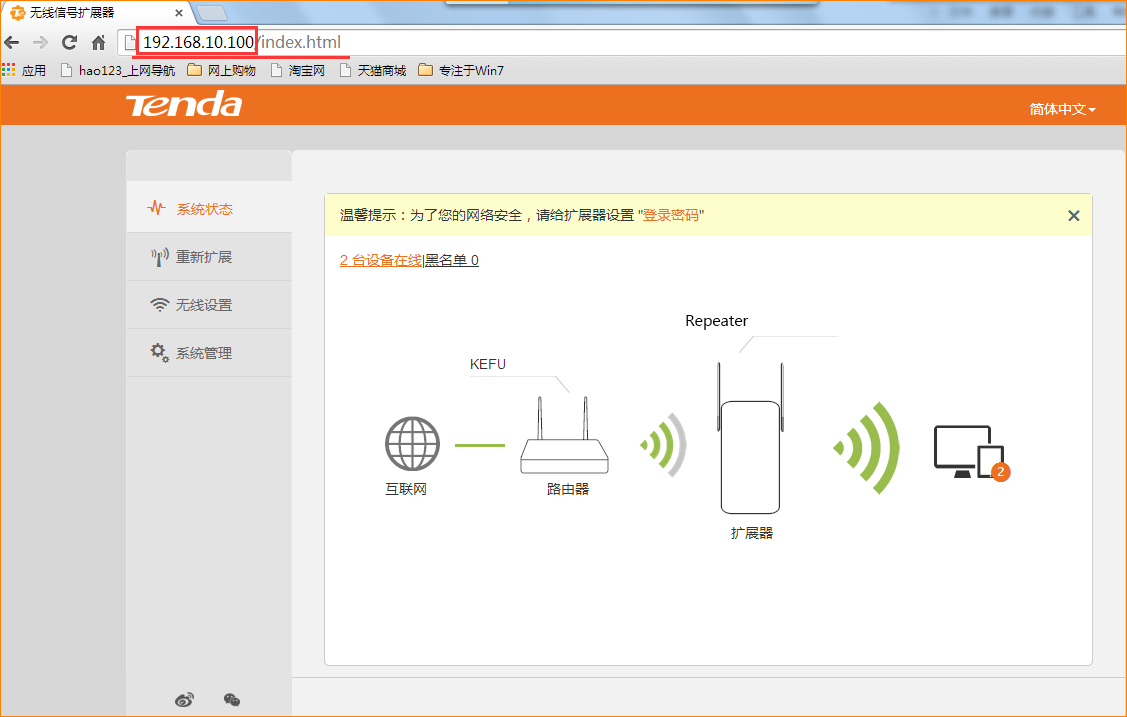 无线信号扩展器
192.168.10.100/index.html
应用 hao123_上网导航 网上购物 淘宝网 天猫商城 专注于Win7
Tenda
简体中文
系统状态
重新扩展
无线设置
系统管理
温馨提示：为了您的网络安全，请给扩展器设置 "登录密码"
2 台设备在线|黑名单 0
Repeater
KEFU
互联网
路由器
扩展器
2